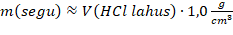 m(segu) ≈ V(HCl lahus) · 1,0 g/cm³